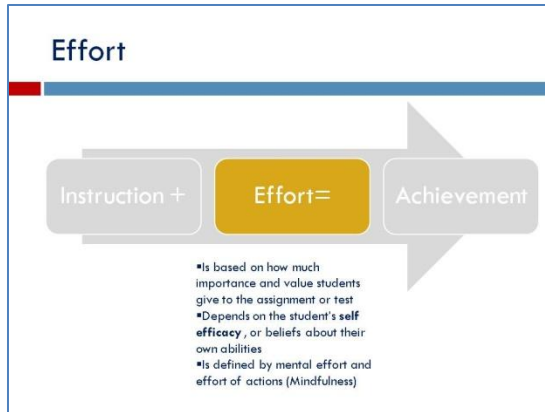 Effort
Instruction +
Effort=
Achievement
▪Is based on how much
importance and value students
give to the assignment or test
▪Depends on the student's self
efficacy , or beliefs about their
own abilities
▪Is defined by mental effort and
effort of actions (Mindfulness)